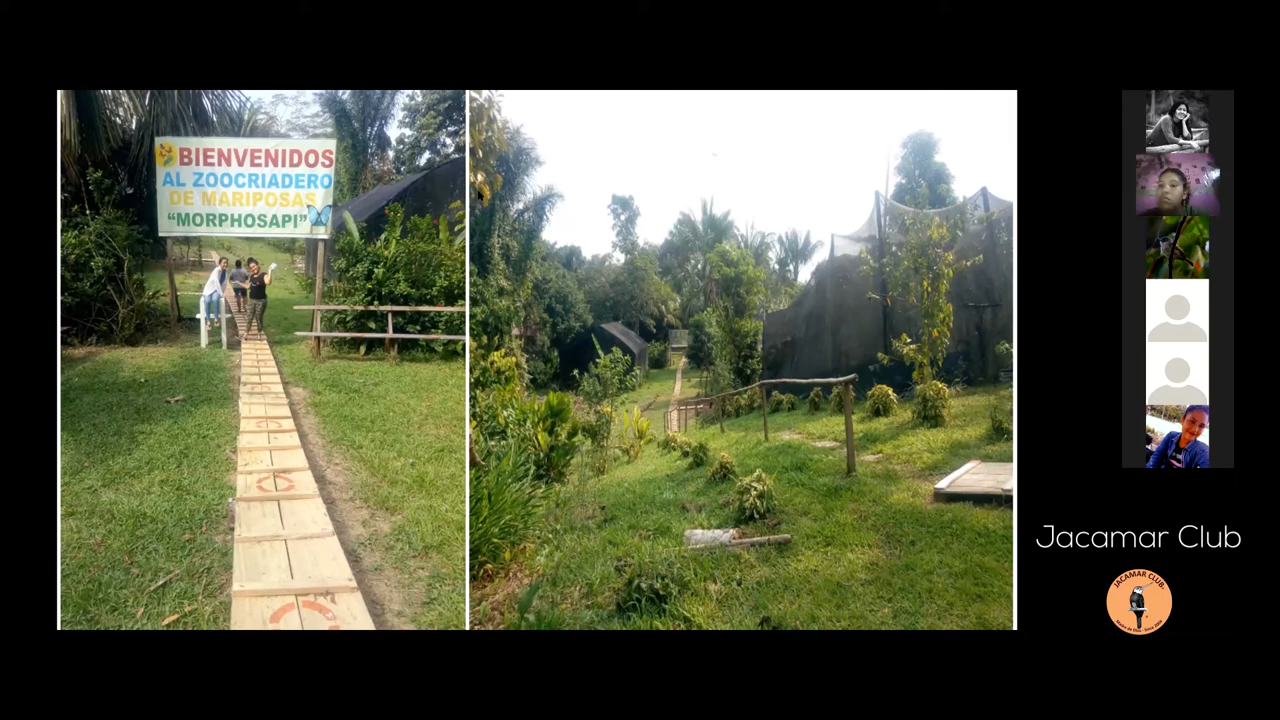 BIENVENIDOS
AL ZOOCRIADERO
DE MARIPOSAS
“MORPHOSAPI”
Jacamar Club
JACAMAR CLUB